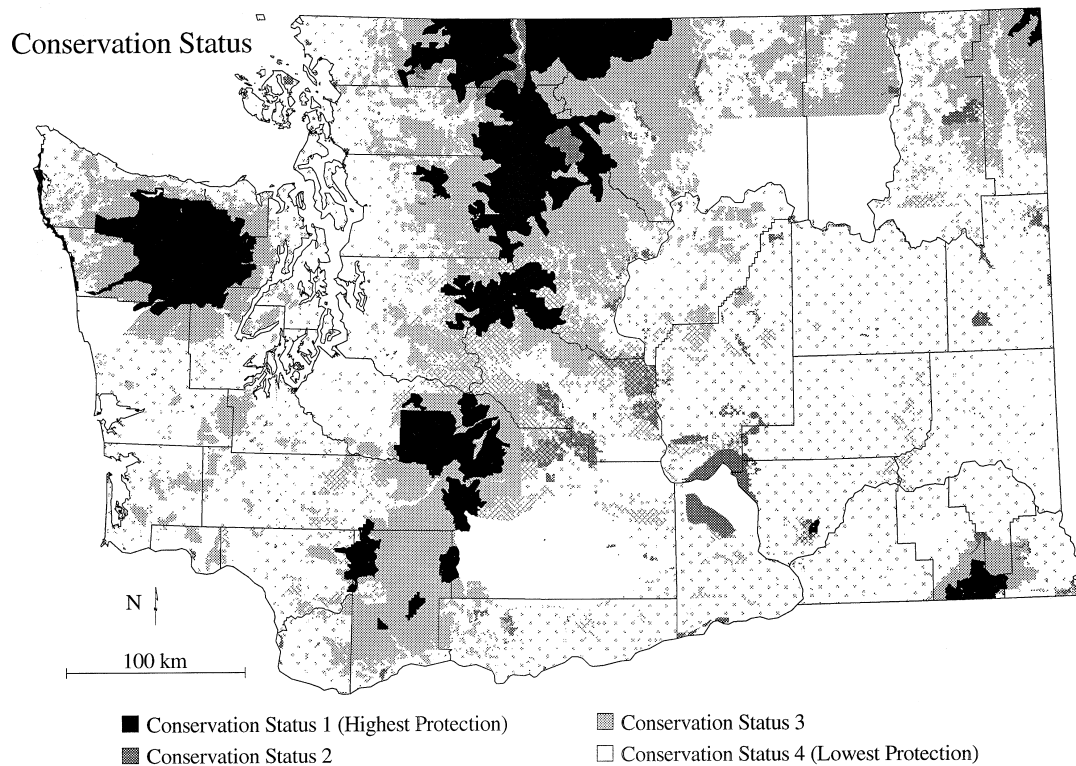 Conservation Status
N
100 km
Conservation Status 1 (Highest Protection)
Conservation Status 2
Conservation Status 3
Conservation Status 4 (Lowest Protection)